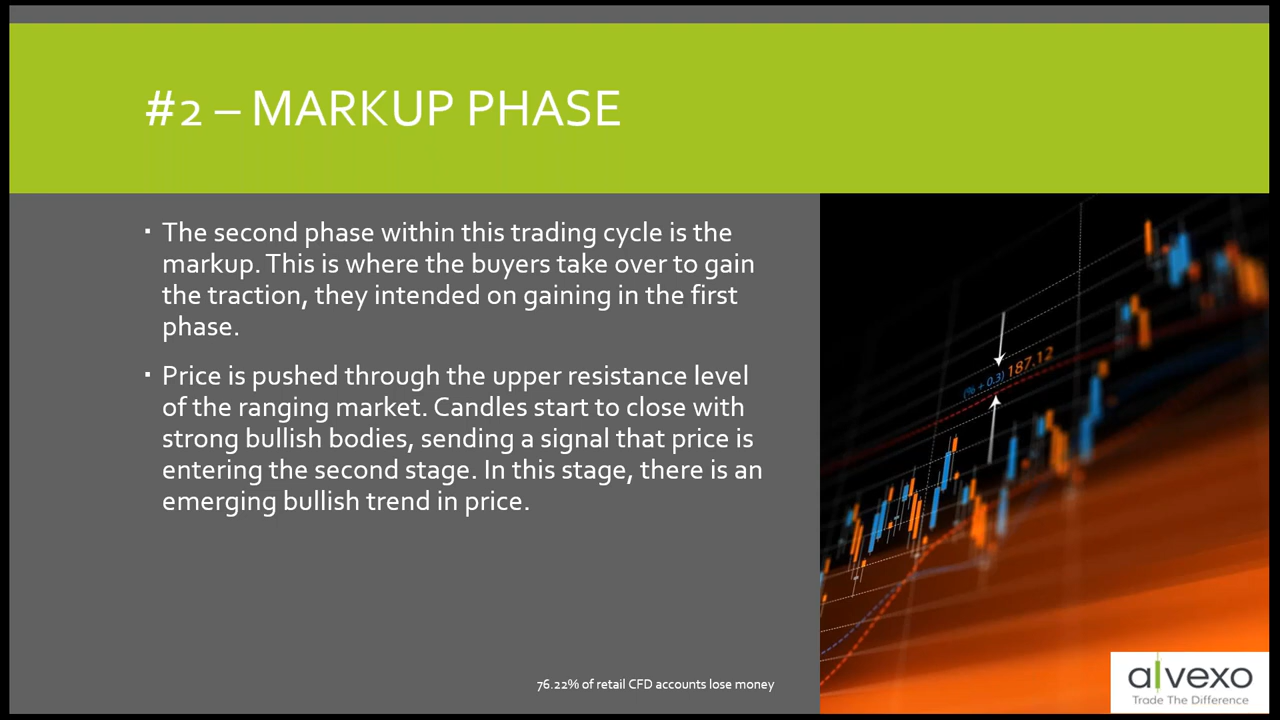 #2 – MARKUP PHASE
▪ The second phase within this trading cycle is the
markup. This is where the buyers take over to gain
the traction, they intended on gaining in the first
phase.
▪ Price is pushed through the upper resistance level
of the ranging market. Candles start to close with
strong bullish bodies, sending a signal that price is
entering the second stage. In this stage, there is an
emerging bullish trend in price.
(% + 0.3) 187.12
76.22% of retail CFD accounts lose money
alvexo
Trade The Difference